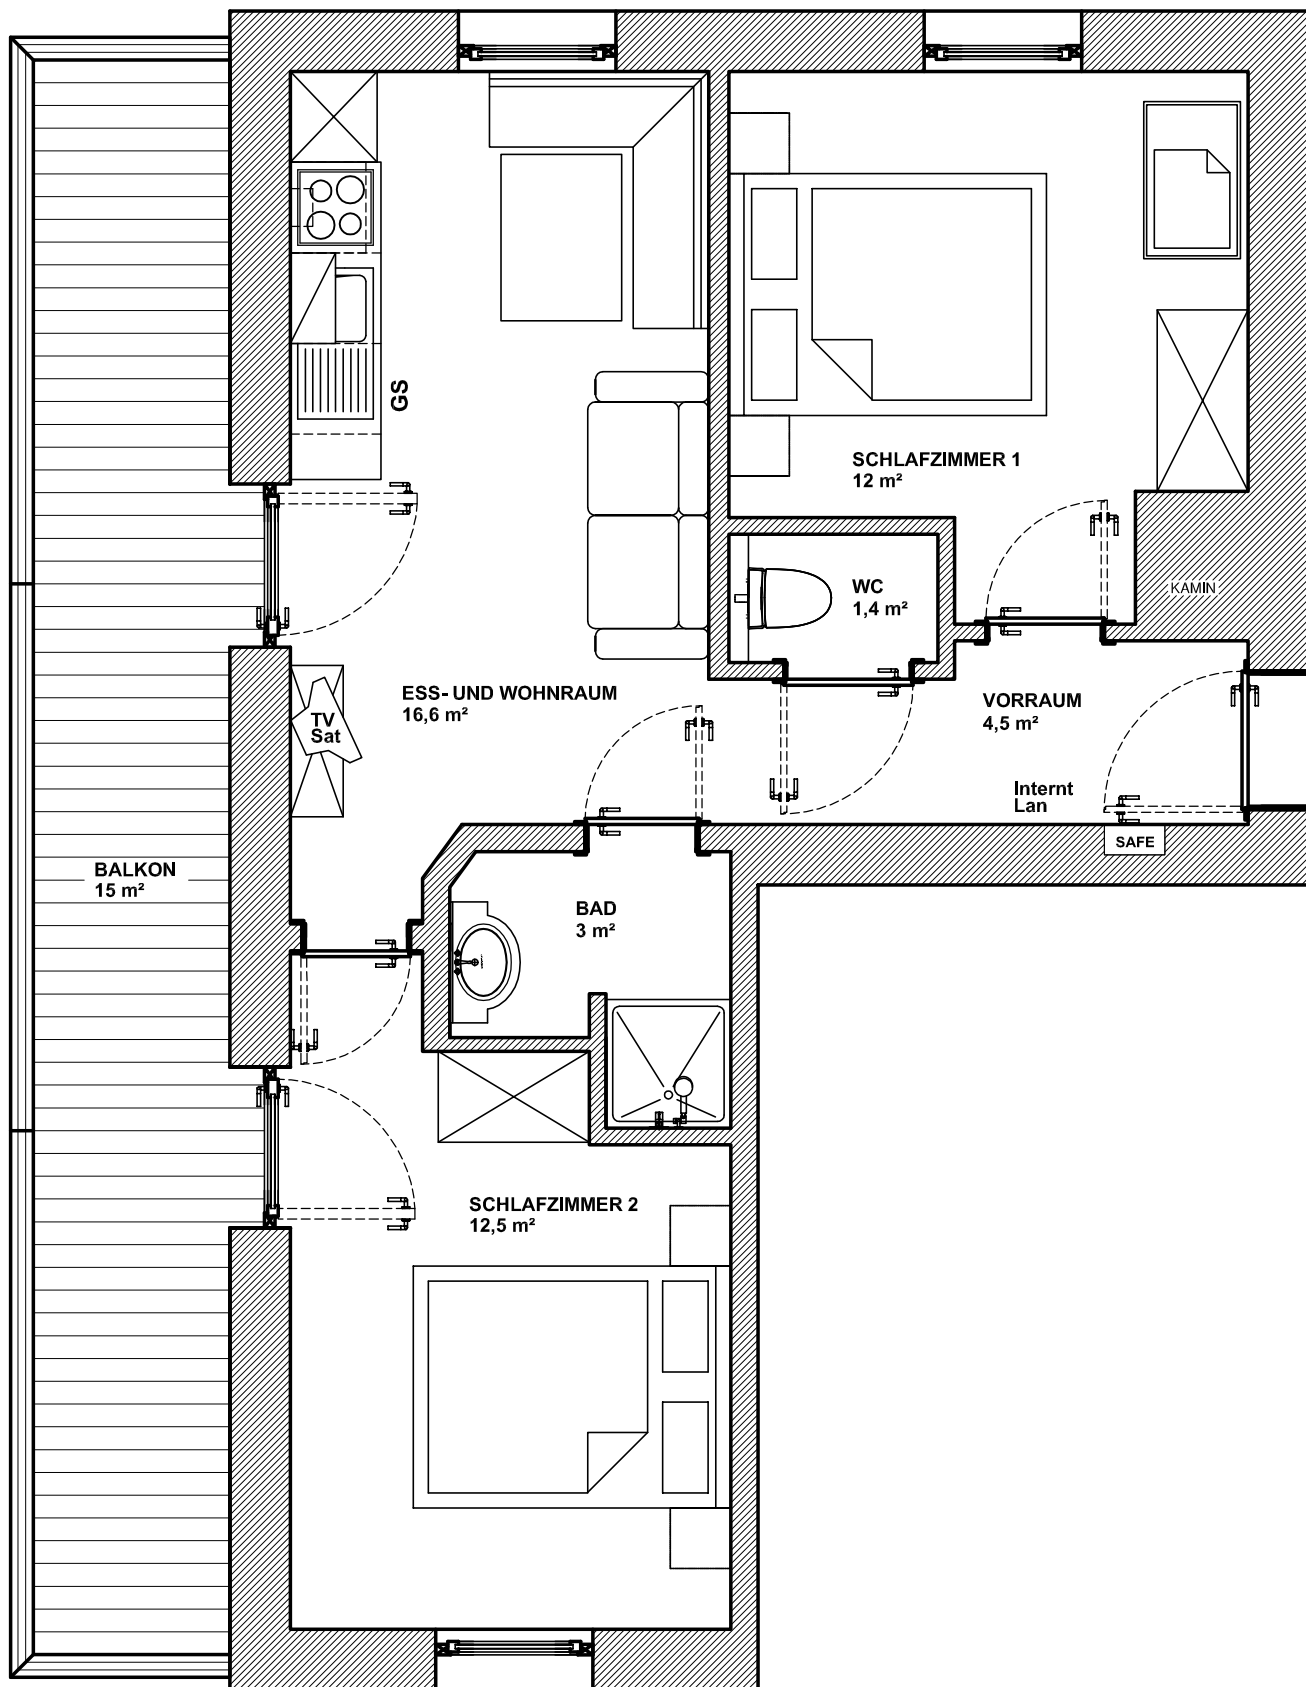 GS
SCHLAFZIMMER 1
12 m²
WC
1,4 m²
KAMIN
ESS- UND WOHNRAUM
16,6 m²
VORRAUM
4,5 m²
TV
Sat
Internt
Lan
SAFE
BALKON
15 m²
BAD
3 m²
SCHLAFZIMMER 2
12,5 m²